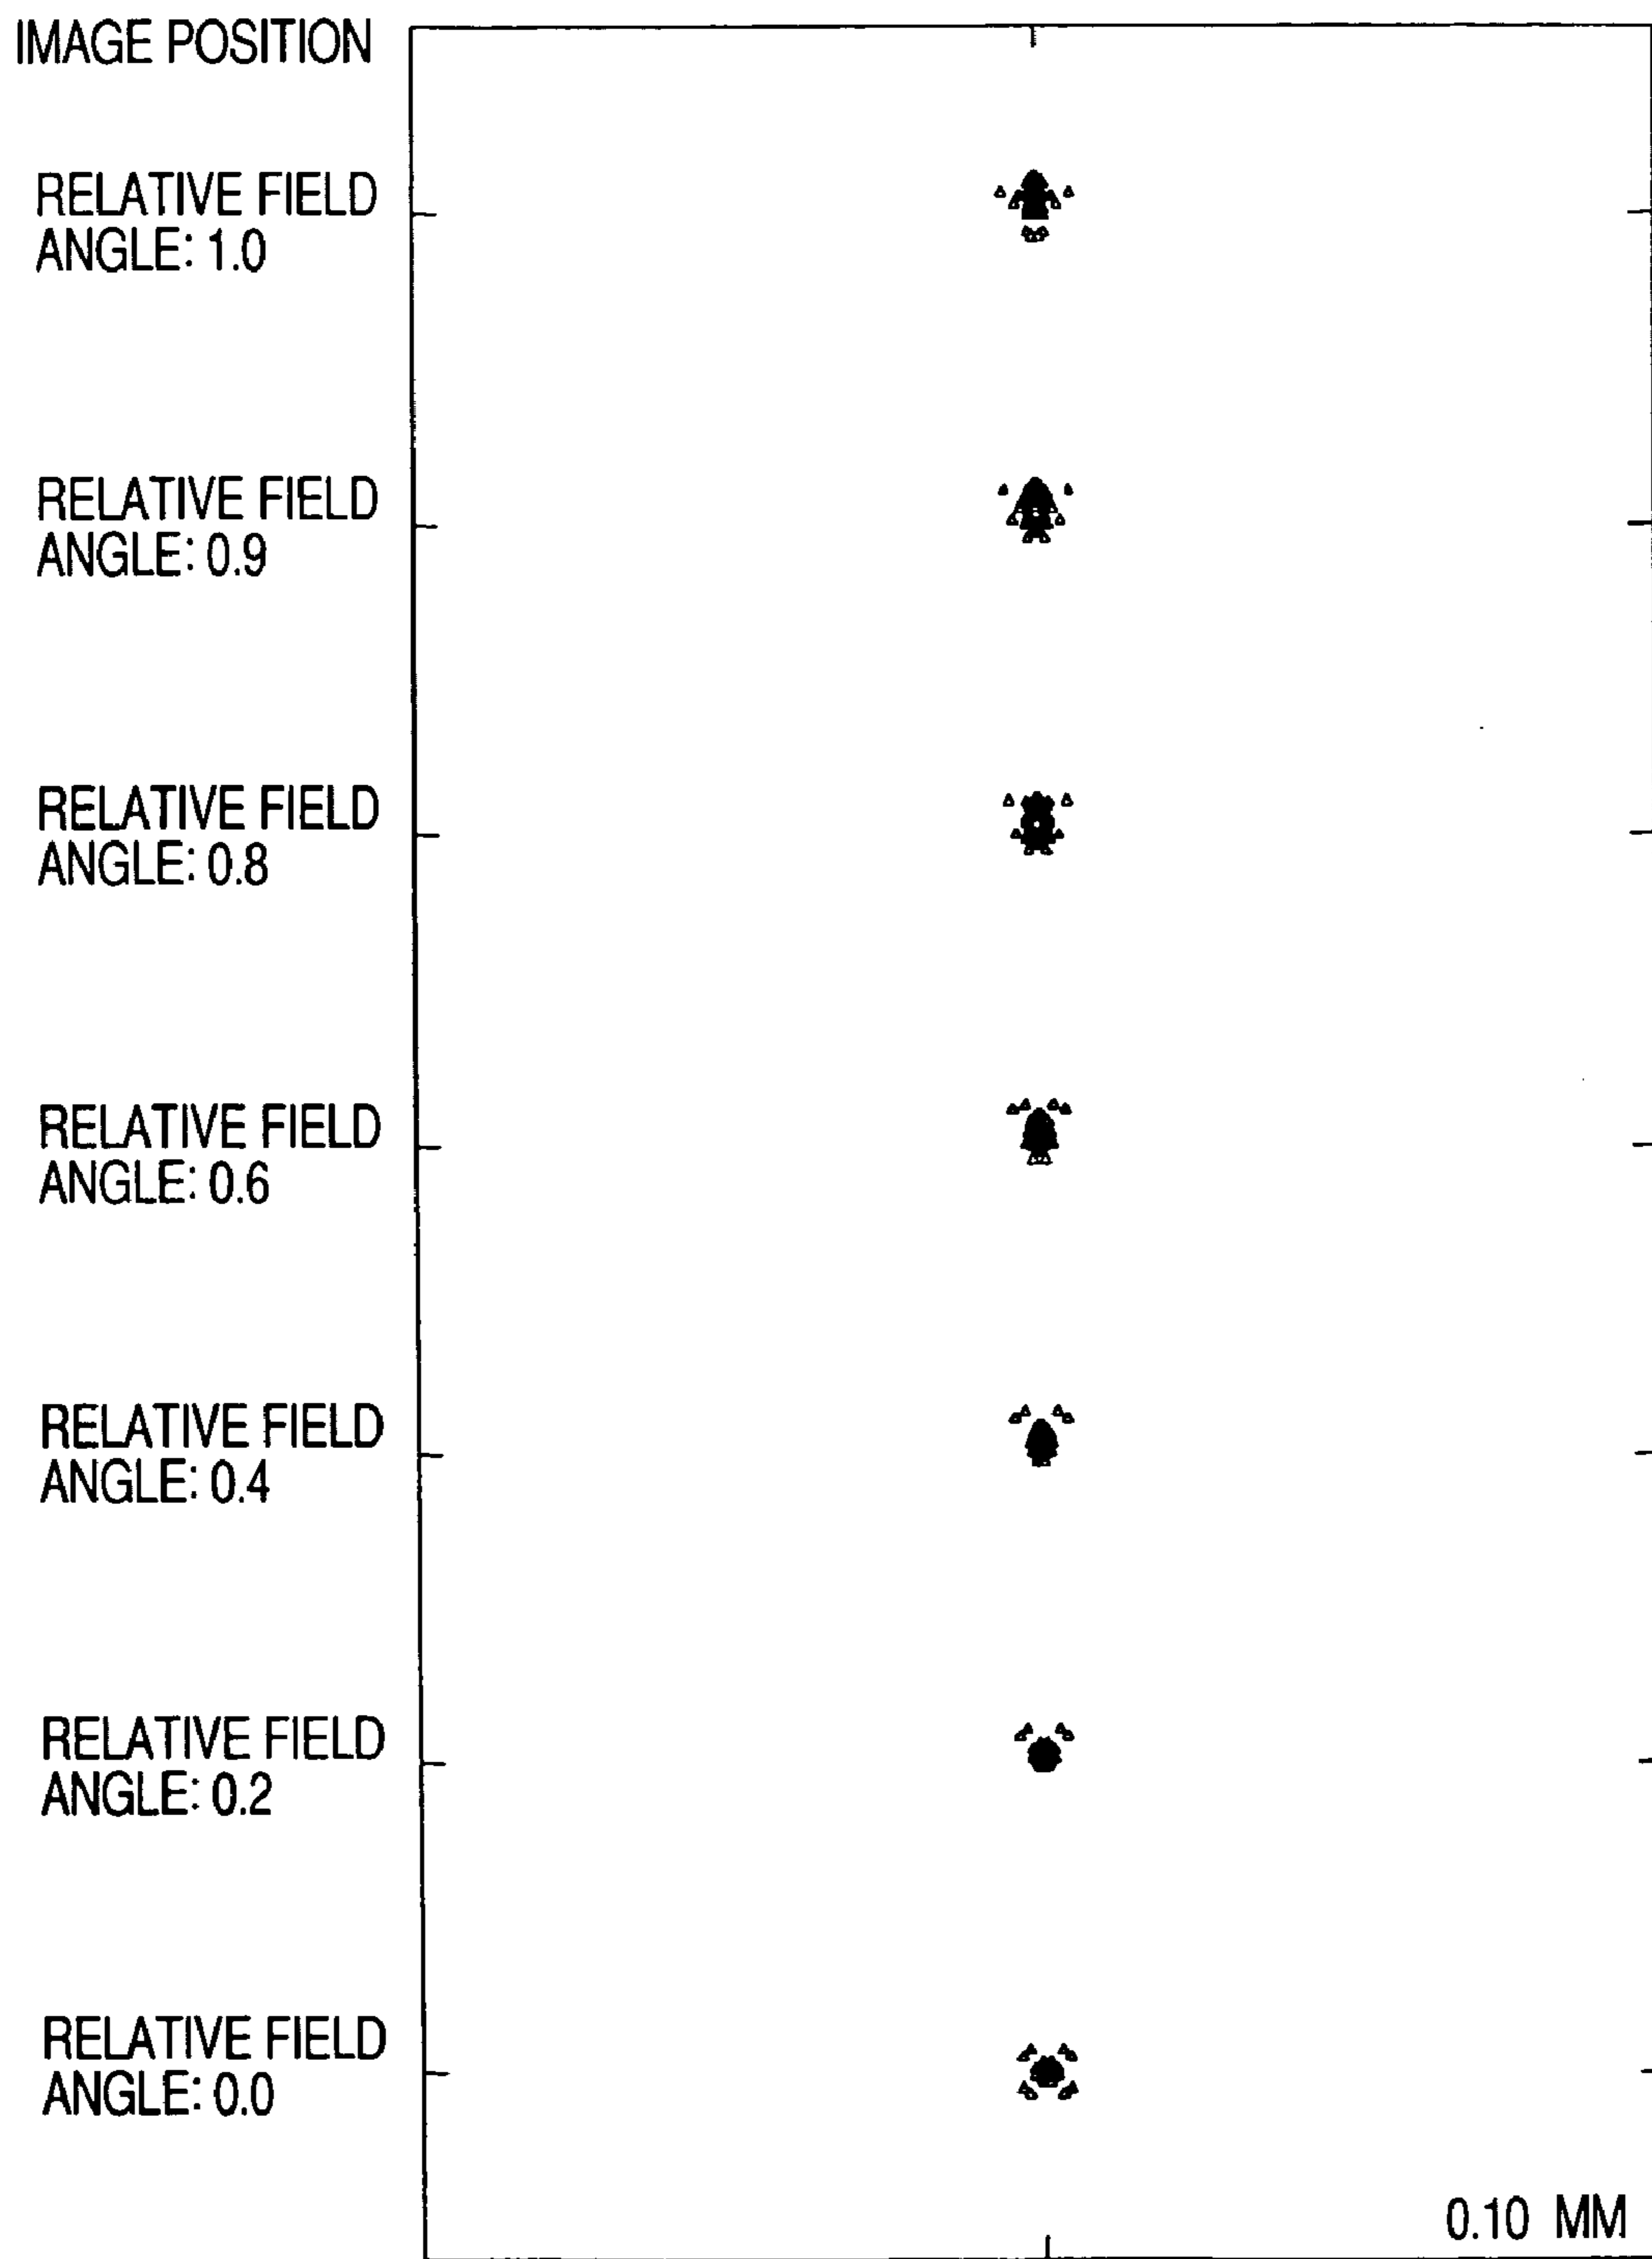 IMAGE POSITION
RELATIVE FIELD
ANGLE: 1.0
RELATIVE FIELD
ANGLE: 0.9
RELATIVE FIELD
ANGLE: 0.8
RELATIVE FIELD
ANGLE: 0.6
RELATIVE FIELD
ANGLE: 0.4
RELATIVE FIELD
ANGLE: 0.2
RELATIVE FIELD
ANGLE: 0.0
0.10 MM